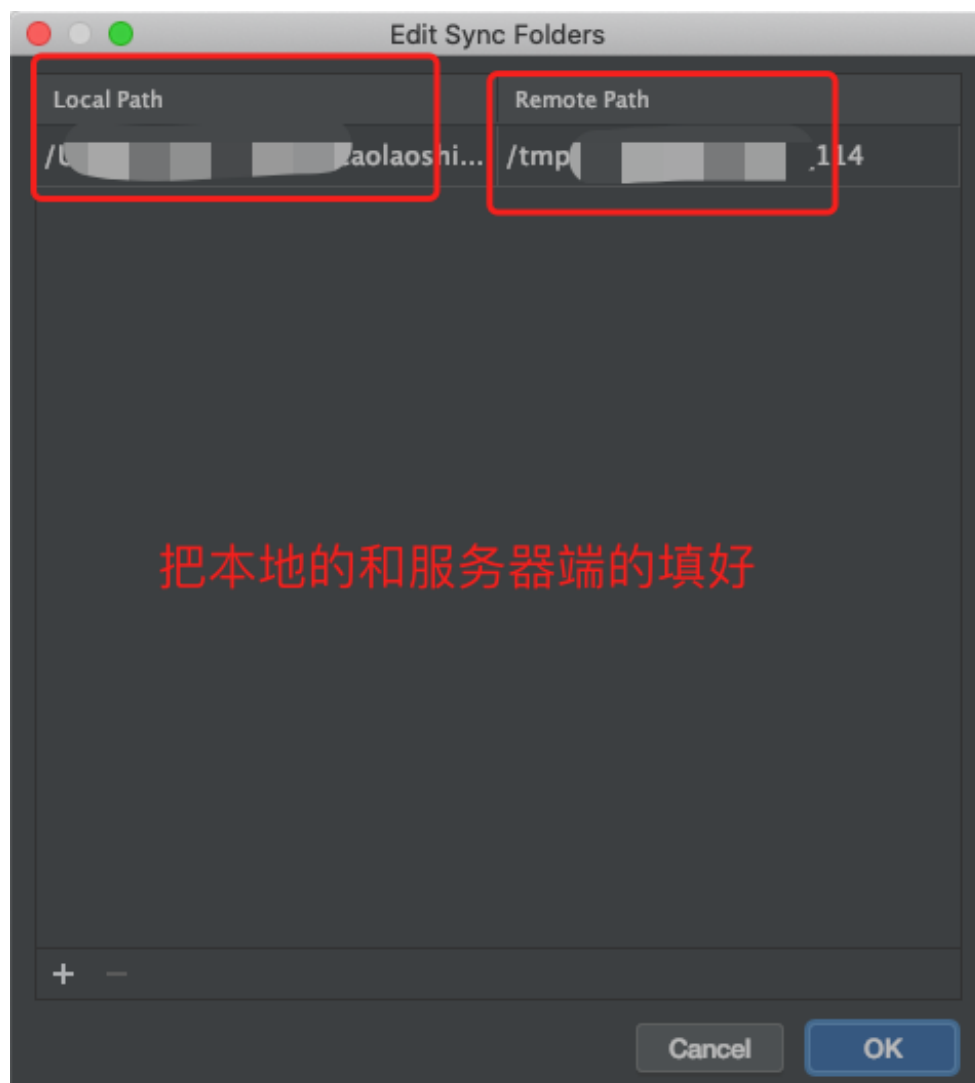 Edit Sync Folders
Local Path
Remote Path
aolaoshi...
/tmp
114
把本地的和服务器端的填好
+ −
Cancel
OK